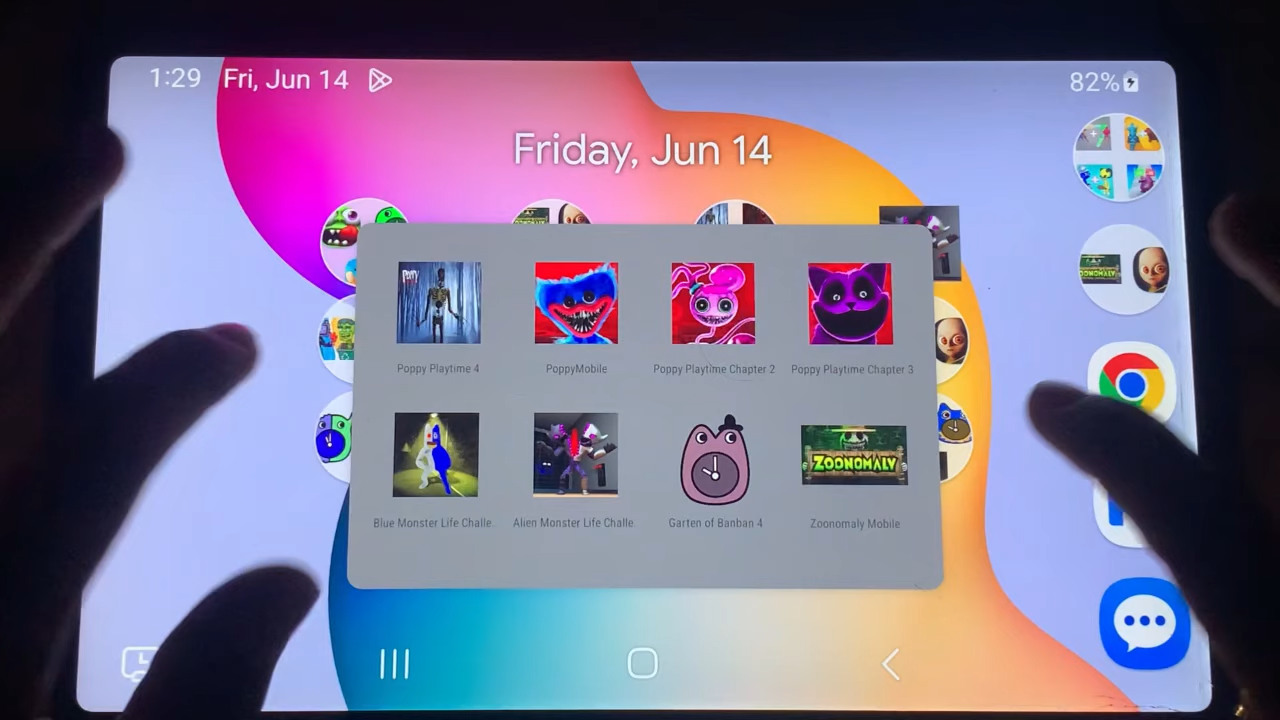 1:29 Fri, Jun 14
82%
Friday, Jun 14
Poppy Playtime 4
PoppyMobile
Poppy Playtime Chapter 2
Poppy Playtime Chapter 3
ZOONOMALY
Blue Monster Life Challe
Alien Monster Life Challe
Garten of Banban 4
Zoonomaly Mobile